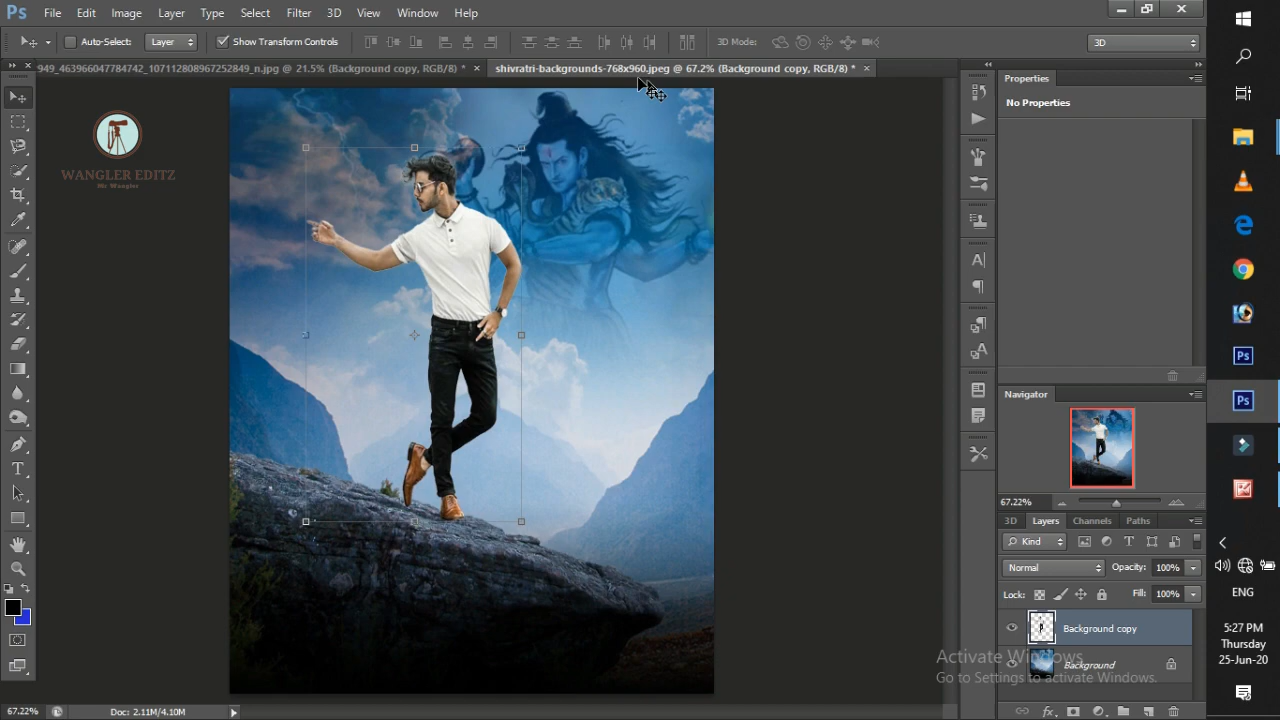 Ps File Edit Image Layer Type Select Filter 3D View Window Help
Auto-Select: Layer Show Transform Controls 3D Mode: 3D
949_463966047784742_107112808967252849_n.jpg @ 21.5% (Background copy, RGB/8) * × shivratri-backgrounds-768x960.jpeg @ 67.2% (Background copy, RGB/8) * ×
Properties
No Properties
WANGLER EDITZ
Mr Wangler
Ps
Ps
Navigator
67.22%
3D Layers Channels Paths
Kind
Normal Opacity: 100%
Lock: Fill: 100%
Background copy
Background
ENG
5:27 PM
Thursday
25-Jun-20
Activate Windows
Go to Settings to activate Windows.
67.22% Doc: 2.11M/4.10M